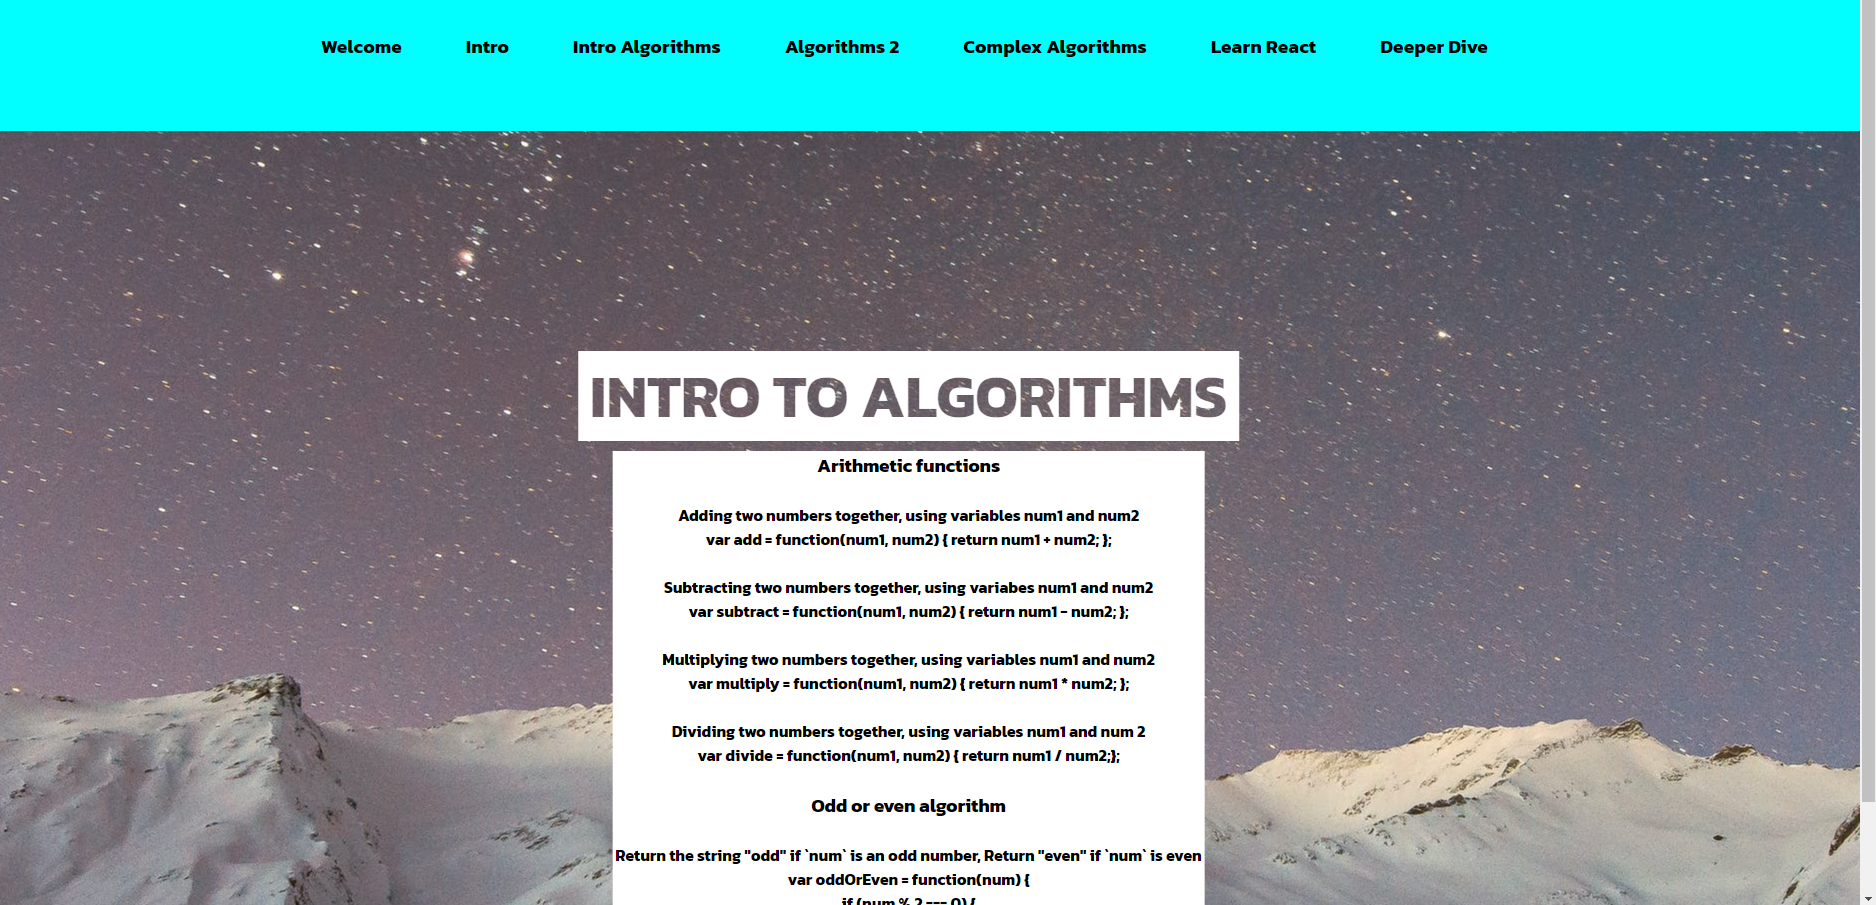 Welcome Intro Intro Algorithms Algorithms 2 Complex Algorithms Learn React Deeper Dive
INTRO TO ALGORITHMS
Arithmetic functions
Adding two numbers together, using variables num1 and num2
var add = function(num1, num2) { return num1 + num2; };
Subtracting two numbers together, using variabes num1 and num2
var subtract = function(num1, num2) { return num1 - num2; };
Multiplying two numbers together, using variables num1 and num2
var multiply = function(num1, num2) { return num1 * num2; };
Dividing two numbers together, using variables num1 and num 2
var divide = function(num1, num2) { return num1 / num2;};
Odd or even algorithm
Return the string "odd" if `num` is an odd number, Return "even" if `num` is even
var oddOrEven = function(num) {
if (num % 2 === 0) {